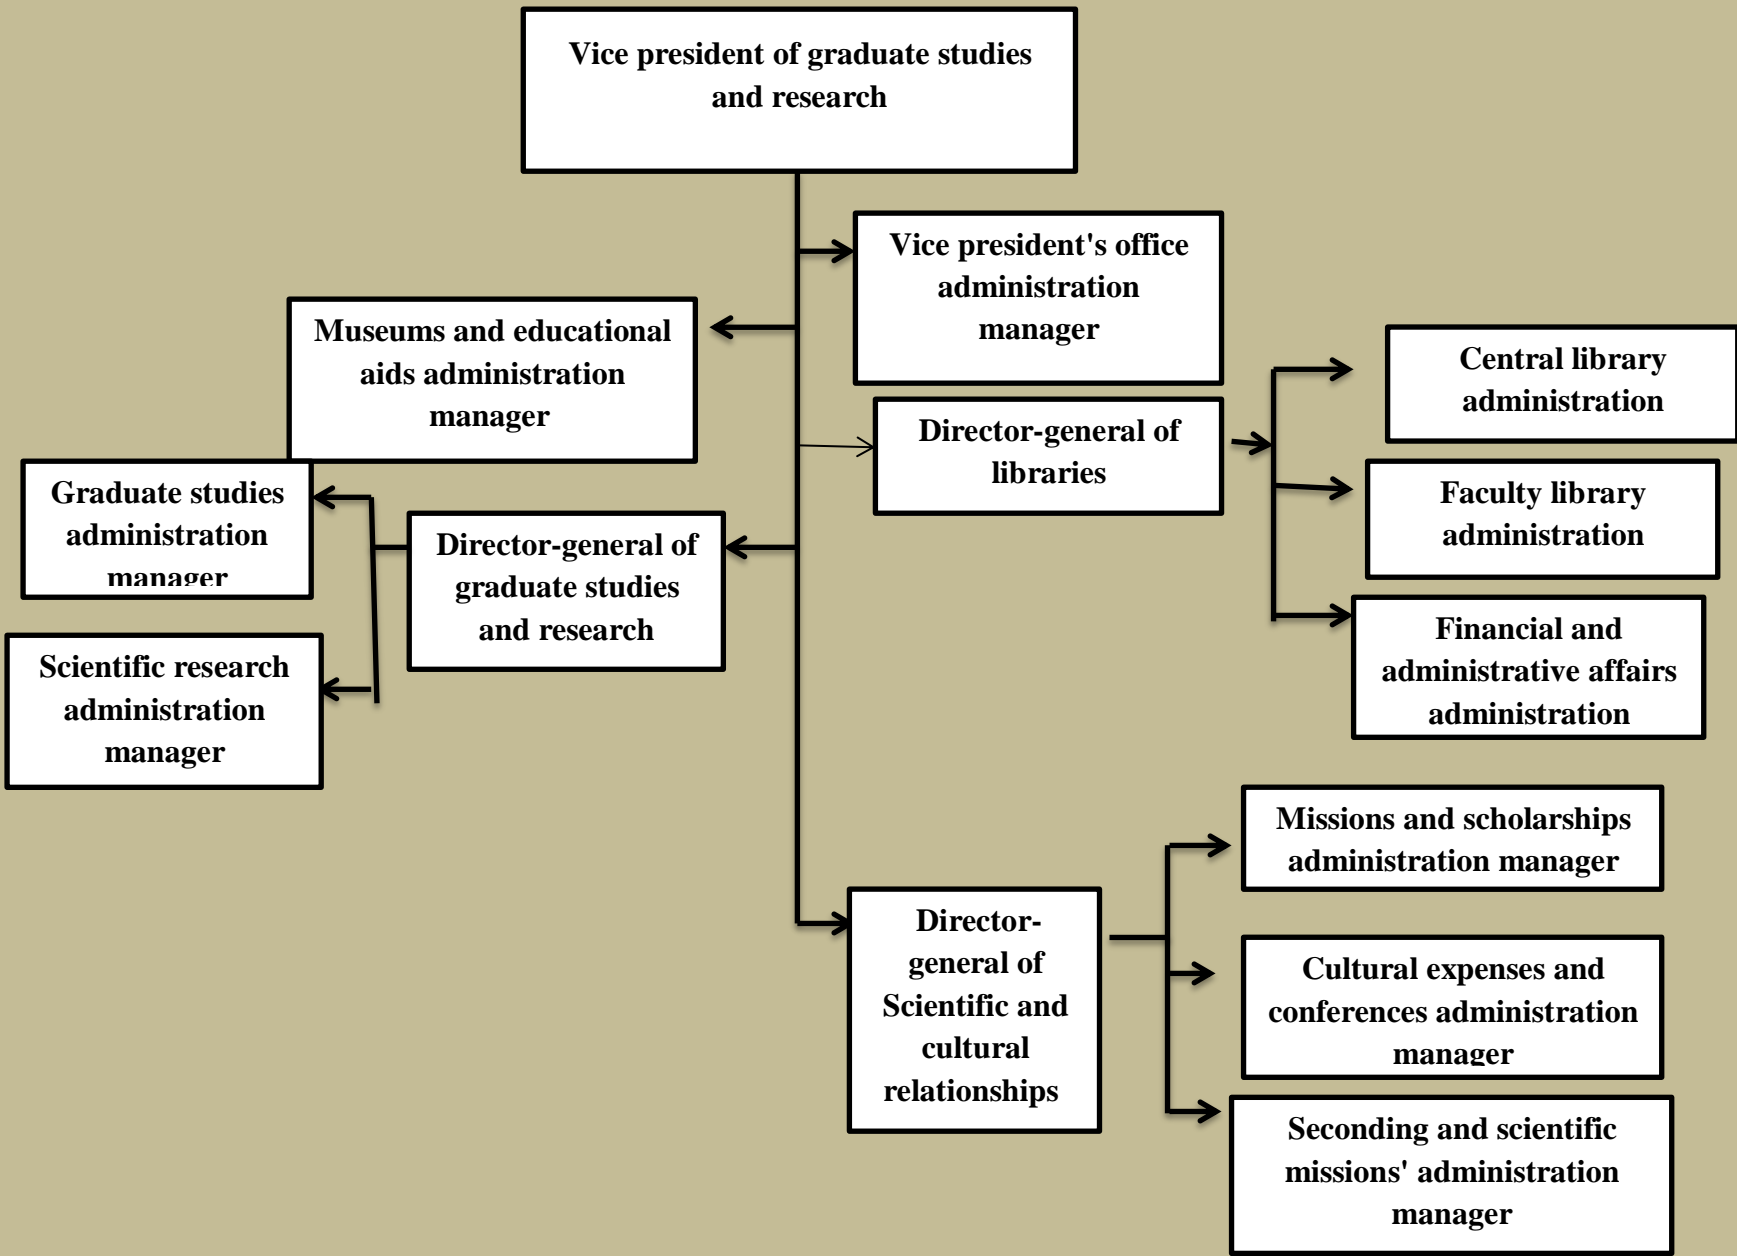 Vice president of graduate studies
and research
Vice president's office
administration
manager
Museums and educational
aids administration
manager
Director-general of
libraries
Central library
administration
Faculty library
administration
Financial and
administrative affairs
administration
Graduate studies
administration
manager
Director-general of
graduate studies
and research
Scientific research
administration
manager
Director-
general of
Scientific and
cultural
relationships
Missions and scholarships
administration manager
Cultural expenses and
conferences administration
manager
Seconding and scientific
missions' administration
manager